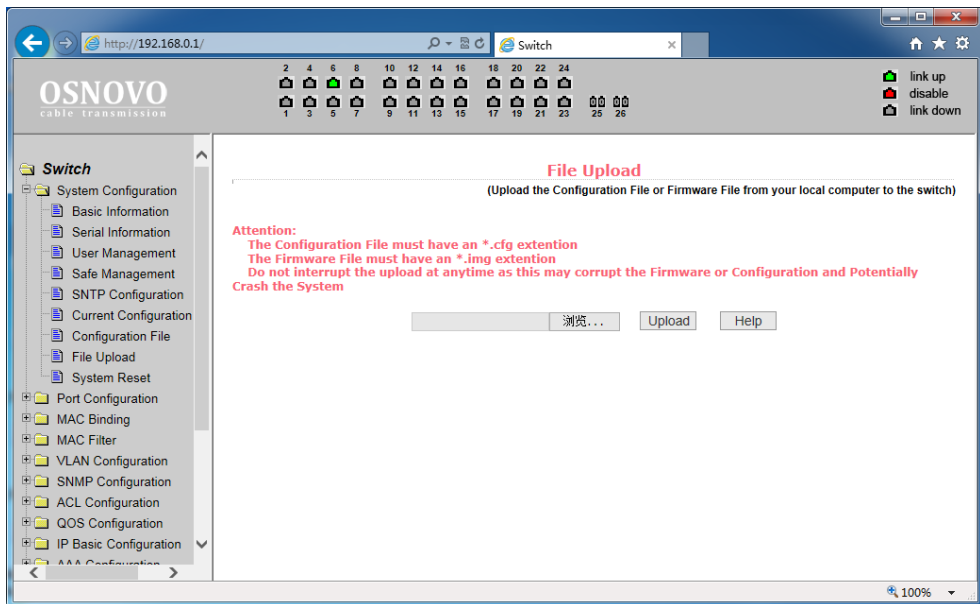 http://192.168.0.1/
Switch
OSNOVO
cable transmission
2 4 6 8 10 12 14 16 18 20 22 24
1 3 5 7 9 11 13 15 17 19 21 23 25 26
link up
disable
link down
Switch
System Configuration
Basic Information
Serial Information
User Management
Safe Management
SNTP Configuration
Current Configuration
Configuration File
File Upload
System Reset
Port Configuration
MAC Binding
MAC Filter
VLAN Configuration
SNMP Configuration
ACL Configuration
QOS Configuration
IP Basic Configuration
AAA Configuration
File Upload
(Upload the Configuration File or Firmware File from your local computer to the switch)
Attention:
The Configuration File must have an *.cfg extention
The Firmware File must have an *.img extention
Do not interrupt the upload at anytime as this may corrupt the Firmware or Configuration and Potentially
Crash the System
浏览... Upload Help
100%